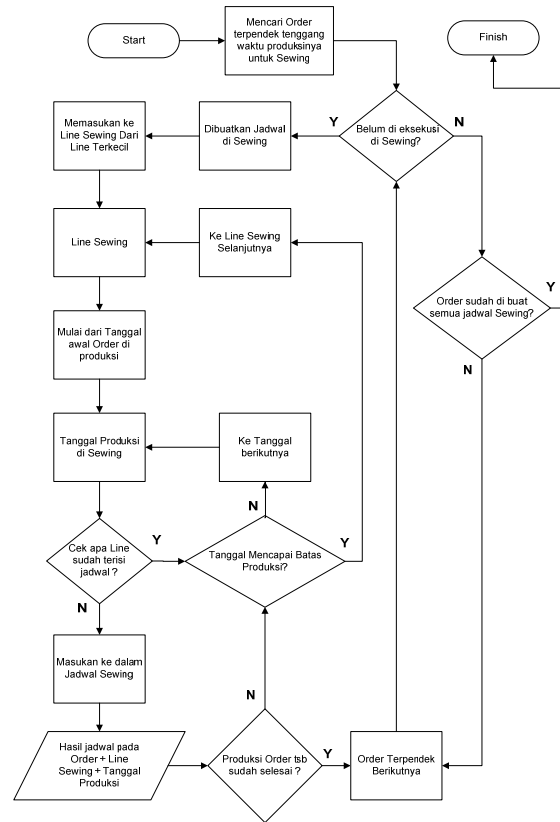 Start
Mencari Order
terpendek tenggang
waktu produksinya
untuk Sewing
Finish
Memasukan ke
Line Sewing Dari
Line Terkecil
Dibuatkan Jadwal
di Sewing
Y
Belum di eksekusi
di Sewing?
N
Line Sewing
Ke Line Sewing
Selanjutnya
Order sudah di buat
semua jadwal Sewing?
Y
N
Mulai dari Tanggal
awal Order di
produksi
Tanggal Produksi
di Sewing
Ke Tanggal
berikutnya
N
Cek apa Line
sudah terisi
jadwal ?
Y
Tanggal Mencapai Batas
Produksi?
Y
N
Masukan ke dalam
Jadwal Sewing
N
Hasil jadwal pada
Order + Line
Sewing + Tanggal
Produksi
Produksi Order tsb
sudah selesai ?
Y
Order Terpendek
Berikutnya